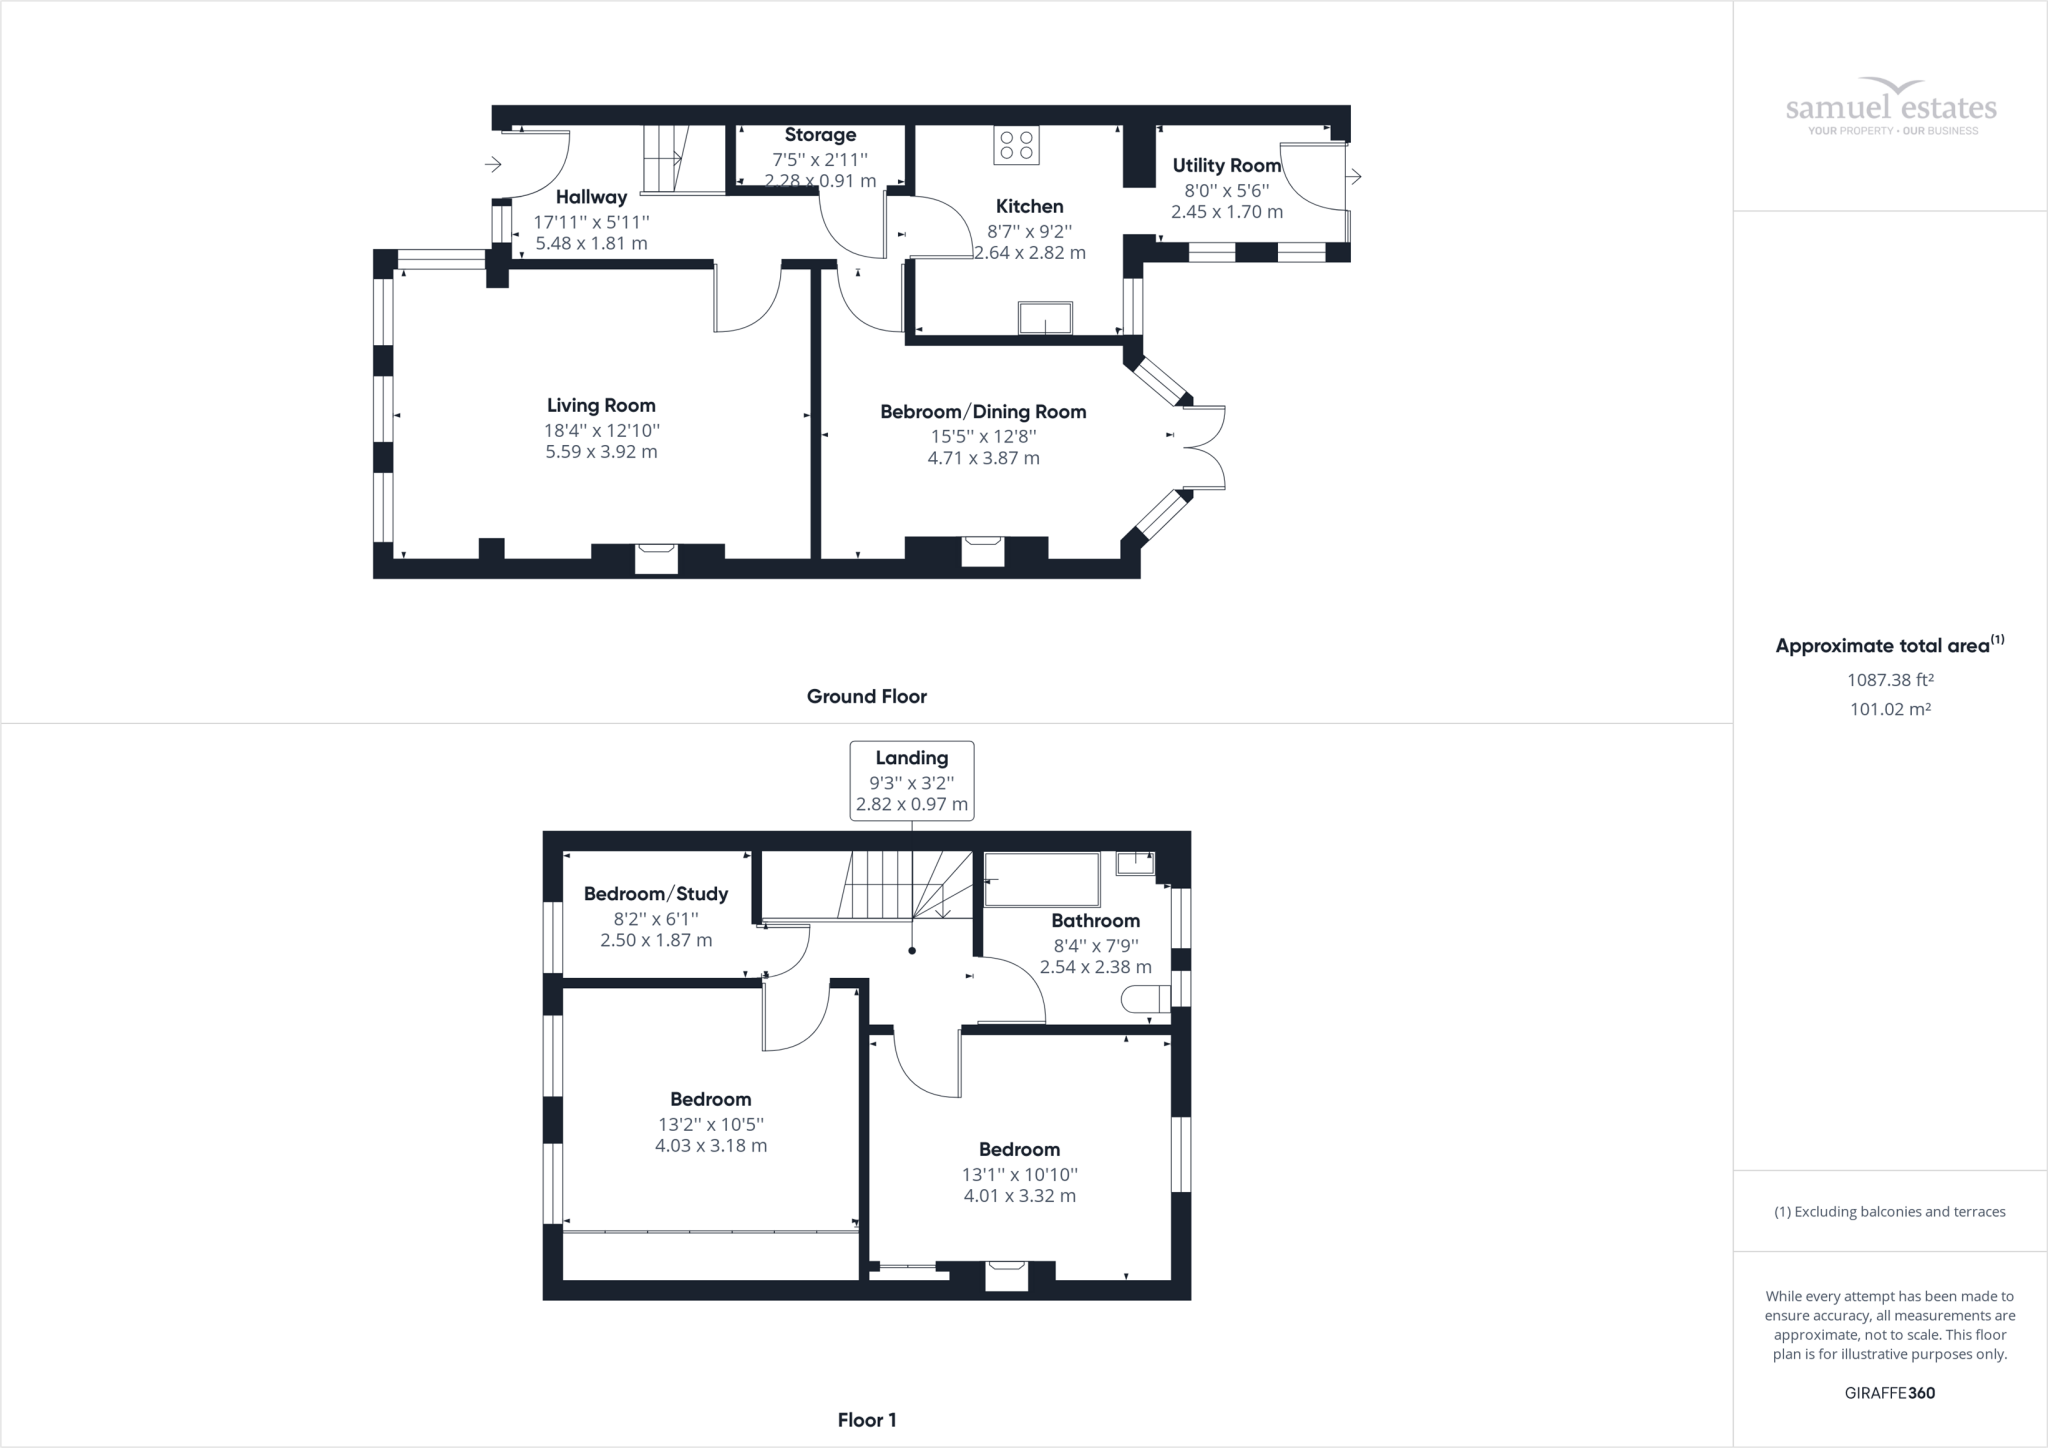 Storage
7'5'' x 2'11''
2.28 x 0.91 m
Hallway
17'11'' x 5'11''
5.48 x 1.81 m
Kitchen
8'7'' x 9'2''
2.64 x 2.82 m
Utility Room
8'0'' x 5'6''
2.45 x 1.70 m
Living Room
18'4'' x 12'10''
5.59 x 3.92 m
Bebroom/Dining Room
15'5'' x 12'8''
4.71 x 3.87 m
Ground Floor
Landing
9'3'' x 3'2''
2.82 x 0.97 m
Bedroom/Study
8'2'' x 6'1''
2.50 x 1.87 m
Bathroom
8'4'' x 7'9''
2.54 x 2.38 m
Bedroom
13'2'' x 10'5''
4.03 x 3.18 m
Bedroom
13'1'' x 10'10''
4.01 x 3.32 m
Floor 1
samuel estates
YOUR PROPERTY • OUR BUSINESS
Approximate total area(1)
1087.38 ft²
101.02 m²
(1) Excluding balconies and terraces
While every attempt has been made to
ensure accuracy, all measurements are
approximate, not to scale. This floor
plan is for illustrative purposes only.
GIRAFFE360